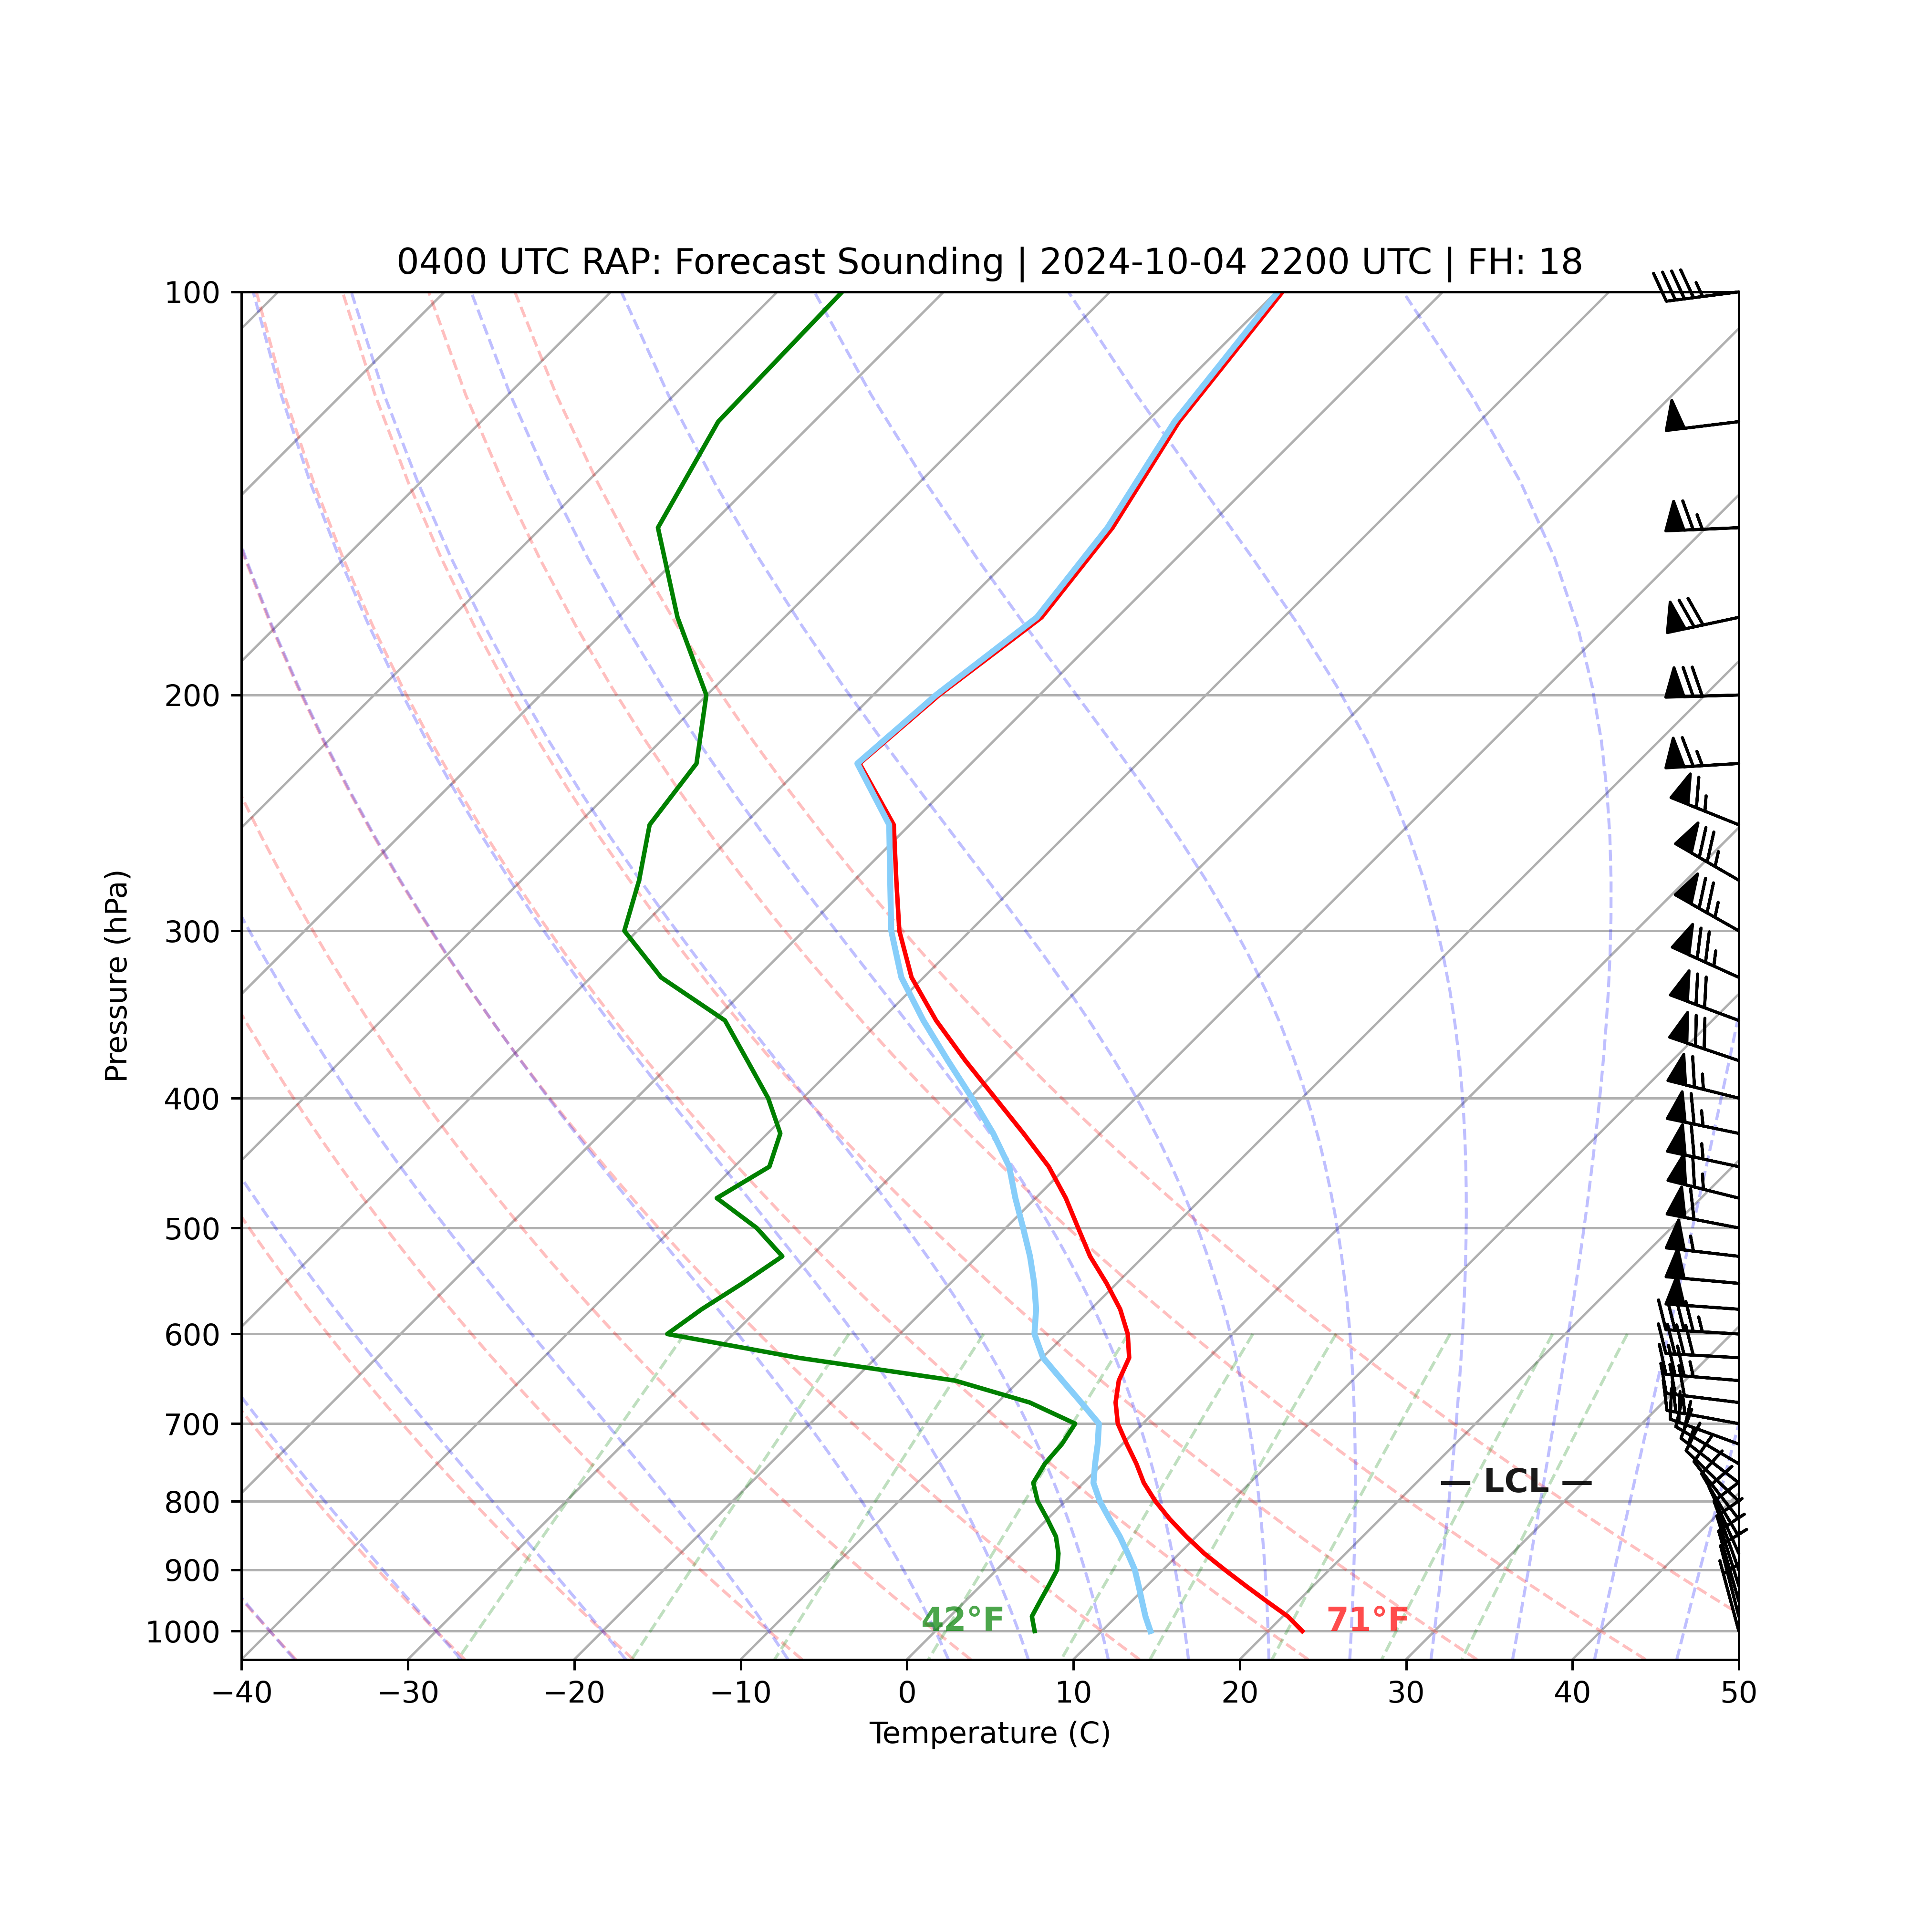 0400 UTC RAP: Forecast Sounding | 2024-10-04 2200 UTC | FH: 18
100
200
300
400
500
600
700
800
900
1000
Pressure (hPa)
— LCL —
42°F
71°F
−40 −30 −20 −10 0 10 20 30 40 50
Temperature (C)